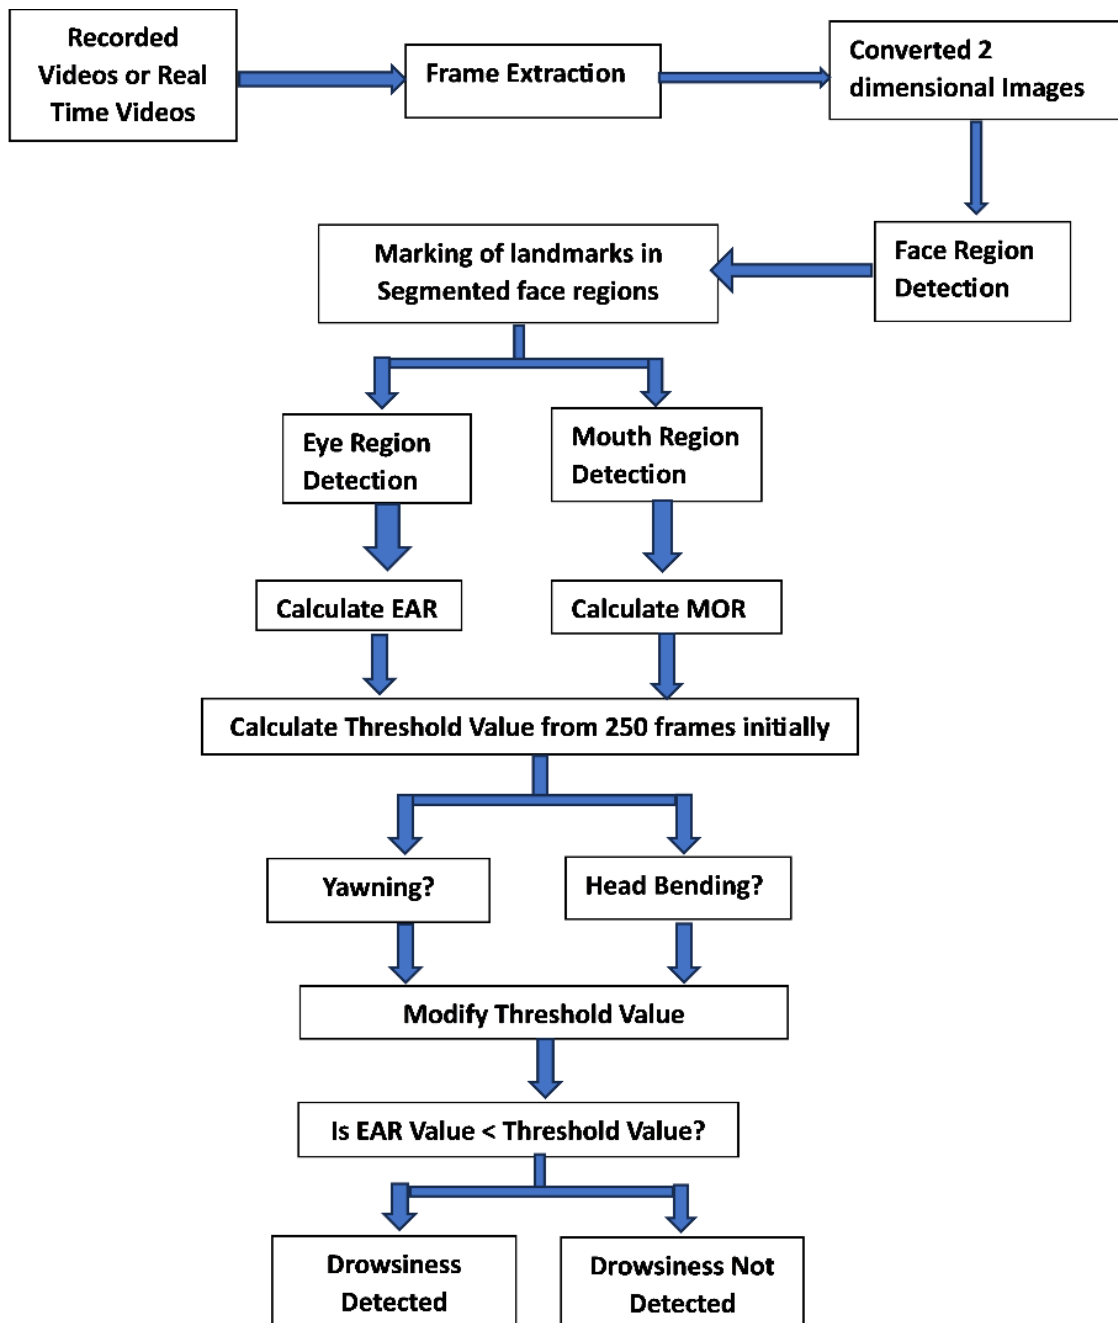 Recorded
Videos or Real
Time Videos
Frame Extraction
Converted 2
dimensional Images
Face Region
Detection
Marking of landmarks in
Segmented face regions
Eye Region
Detection
Mouth Region
Detection
Calculate EAR
Calculate MOR
Calculate Threshold Value from 250 frames initially
Yawning?
Head Bending?
Modify Threshold Value
Is EAR Value < Threshold Value?
Drowsiness
Detected
Drowsiness Not
Detected